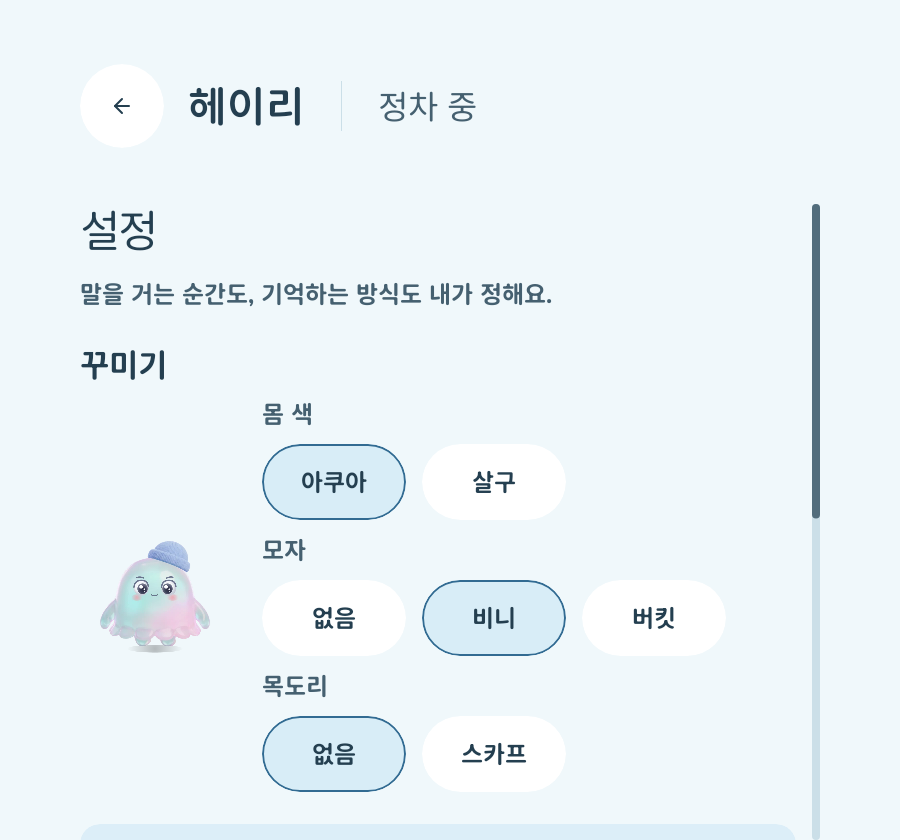 헤이리
정차 중
설정
말을 거는 순간도, 기억하는 방식도 내가 정해요.
꾸미기
몸 색
아쿠아 살구
모자
없음 비니 버킷
목도리
없음 스카프